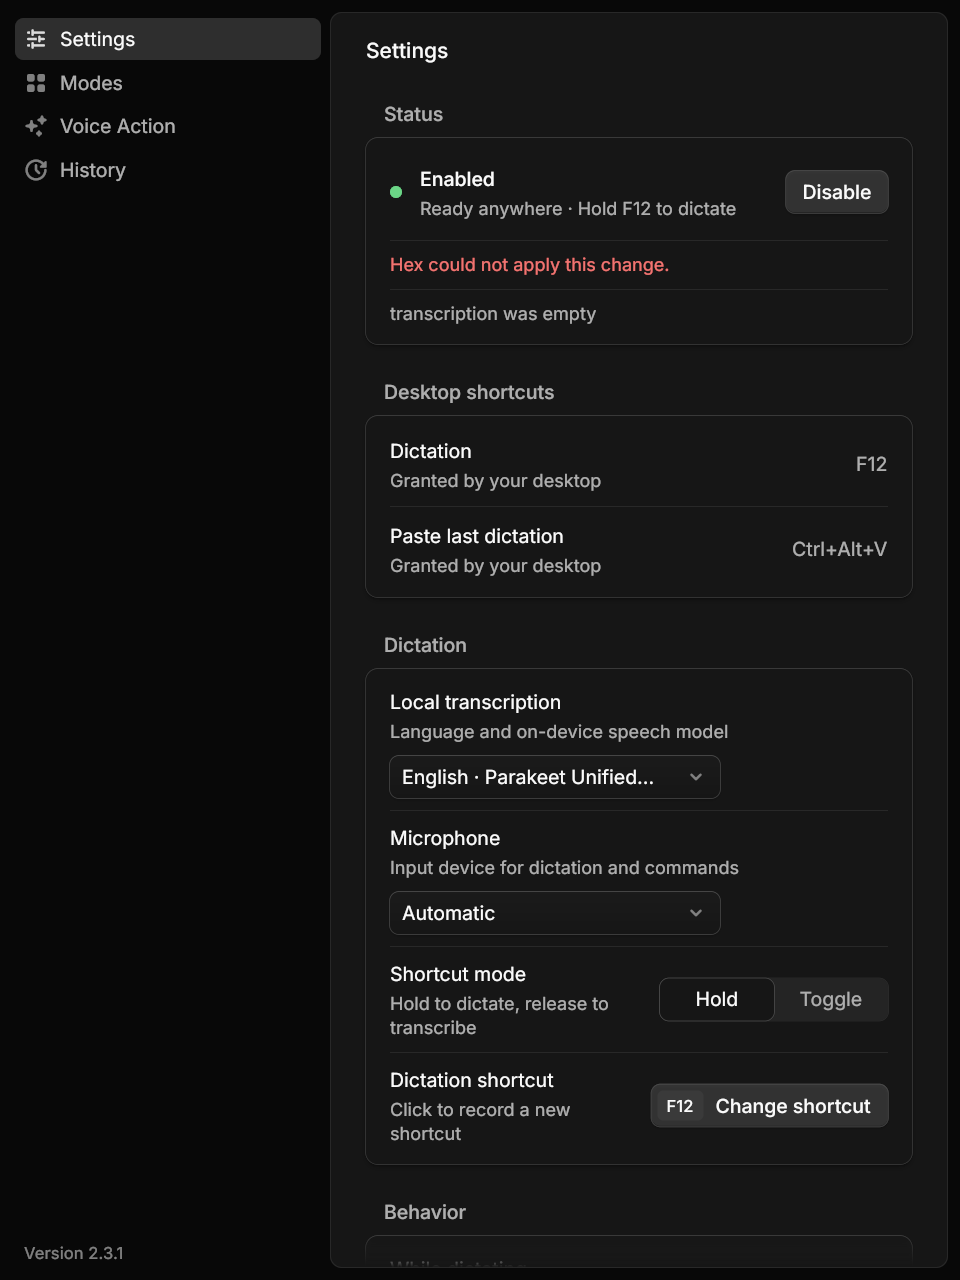 Settings
Modes
Voice Action
History
Version 2.3.1
Settings
Status
Enabled
Ready anywhere · Hold F12 to dictate
Disable
Hex could not apply this change.
transcription was empty
Desktop shortcuts
Dictation
Granted by your desktop
F12
Paste last dictation
Granted by your desktop
Ctrl+Alt+V
Dictation
Local transcription
Language and on-device speech model
English · Parakeet Unified...
Microphone
Input device for dictation and commands
Automatic
Shortcut mode
Hold to dictate, release to
transcribe
Hold
Toggle
Dictation shortcut
Click to record a new
shortcut
F12
Change shortcut
Behavior
While dictating